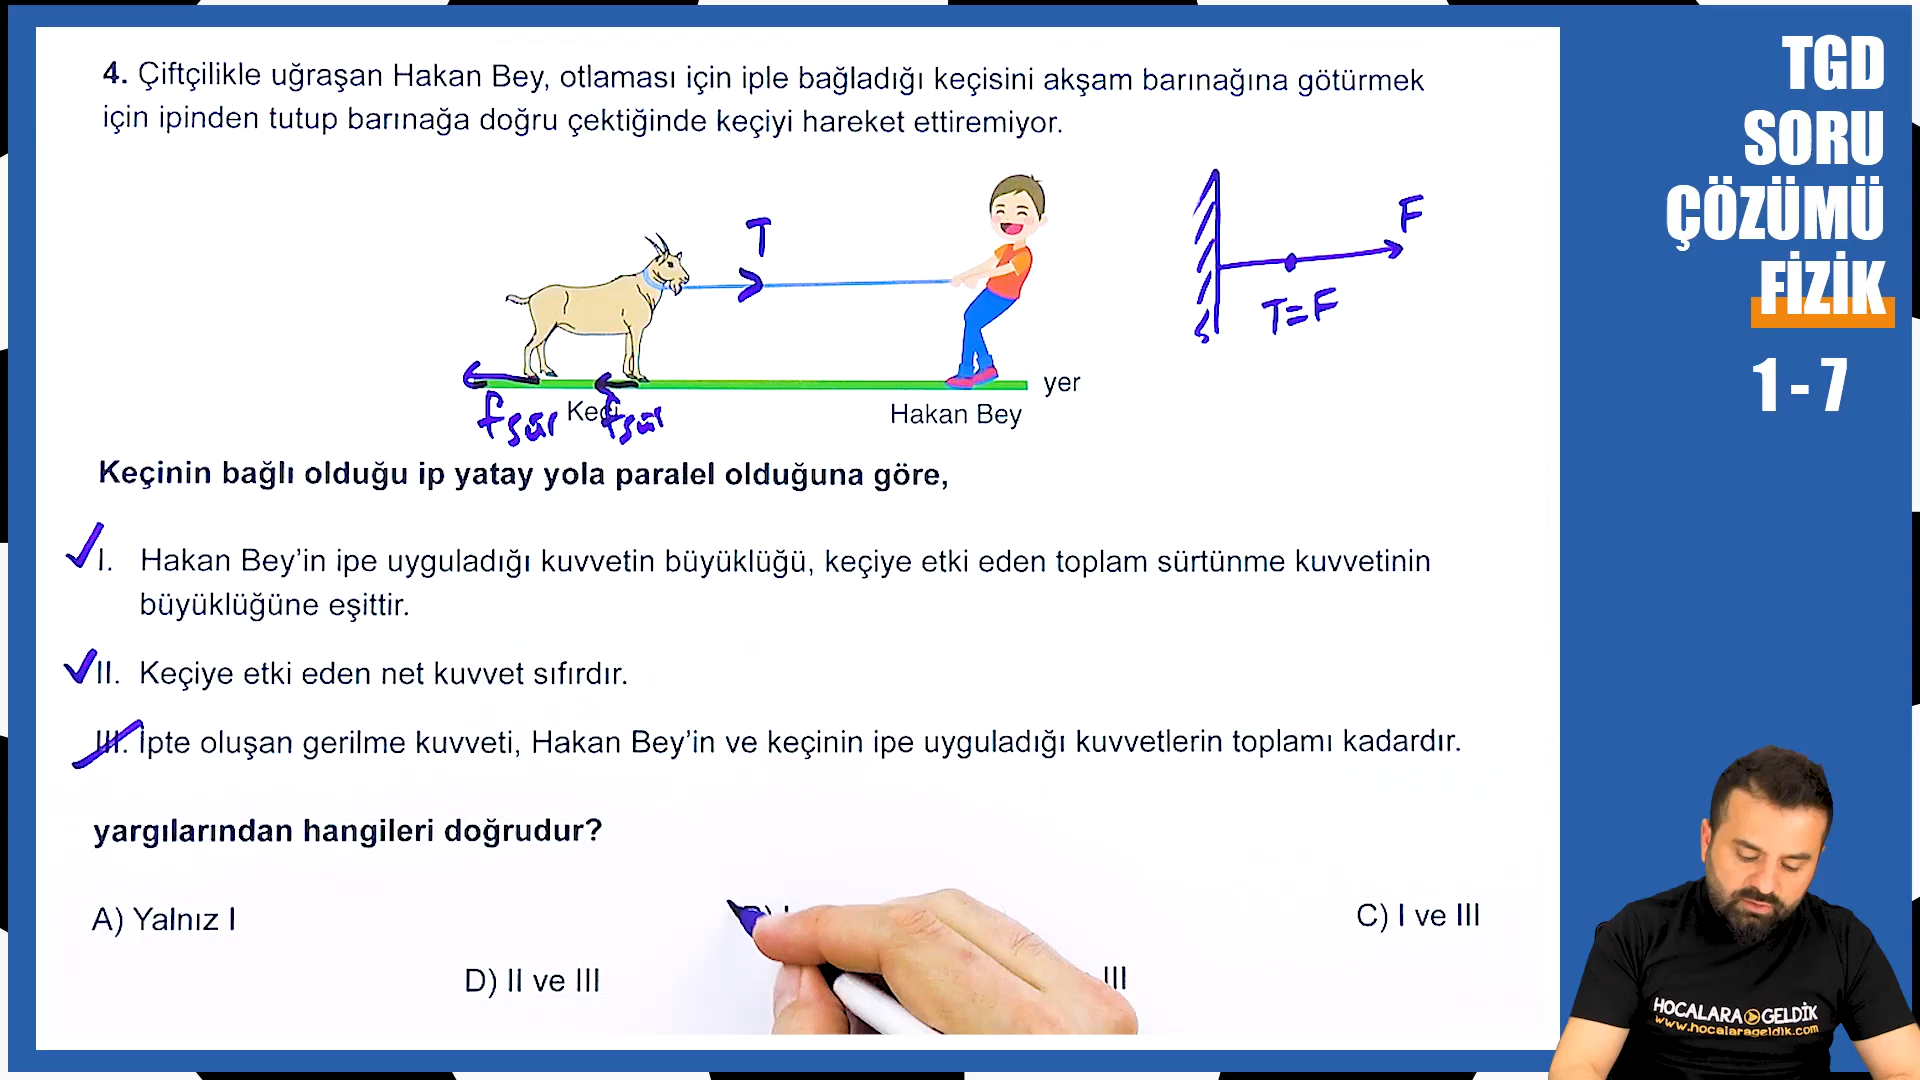 4. Çiftçilikle uğraşan Hakan Bey, otlaması için iple bağladığı keçisini akşam barınağına götürmek
için ipinden tutup barınağa doğru çektiğinde keçiyi hareket ettiremiyor.
T
F
T=F
yer
fsür
fsür
Hakan Bey
Keçinin bağlı olduğu ip yatay yola paralel olduğuna göre,
I. Hakan Bey'in ipe uyguladığı kuvvetin büyüklüğü, keçiye etki eden toplam sürtünme kuvvetinin
büyüklüğüne eşittir.
II. Keçiye etki eden net kuvvet sıfırdır.
III. İpte oluşan gerilme kuvveti, Hakan Bey'in ve keçinin ipe uyguladığı kuvvetlerin toplamı kadardır.
yargılarından hangileri doğrudur?
A) Yalnız I
C) I ve III
D) II ve III
III
TGD
SORU
ÇÖZÜMÜ
FİZİK
1 - 7
HOCALARA GELDİK
www.hocalarageldik.com